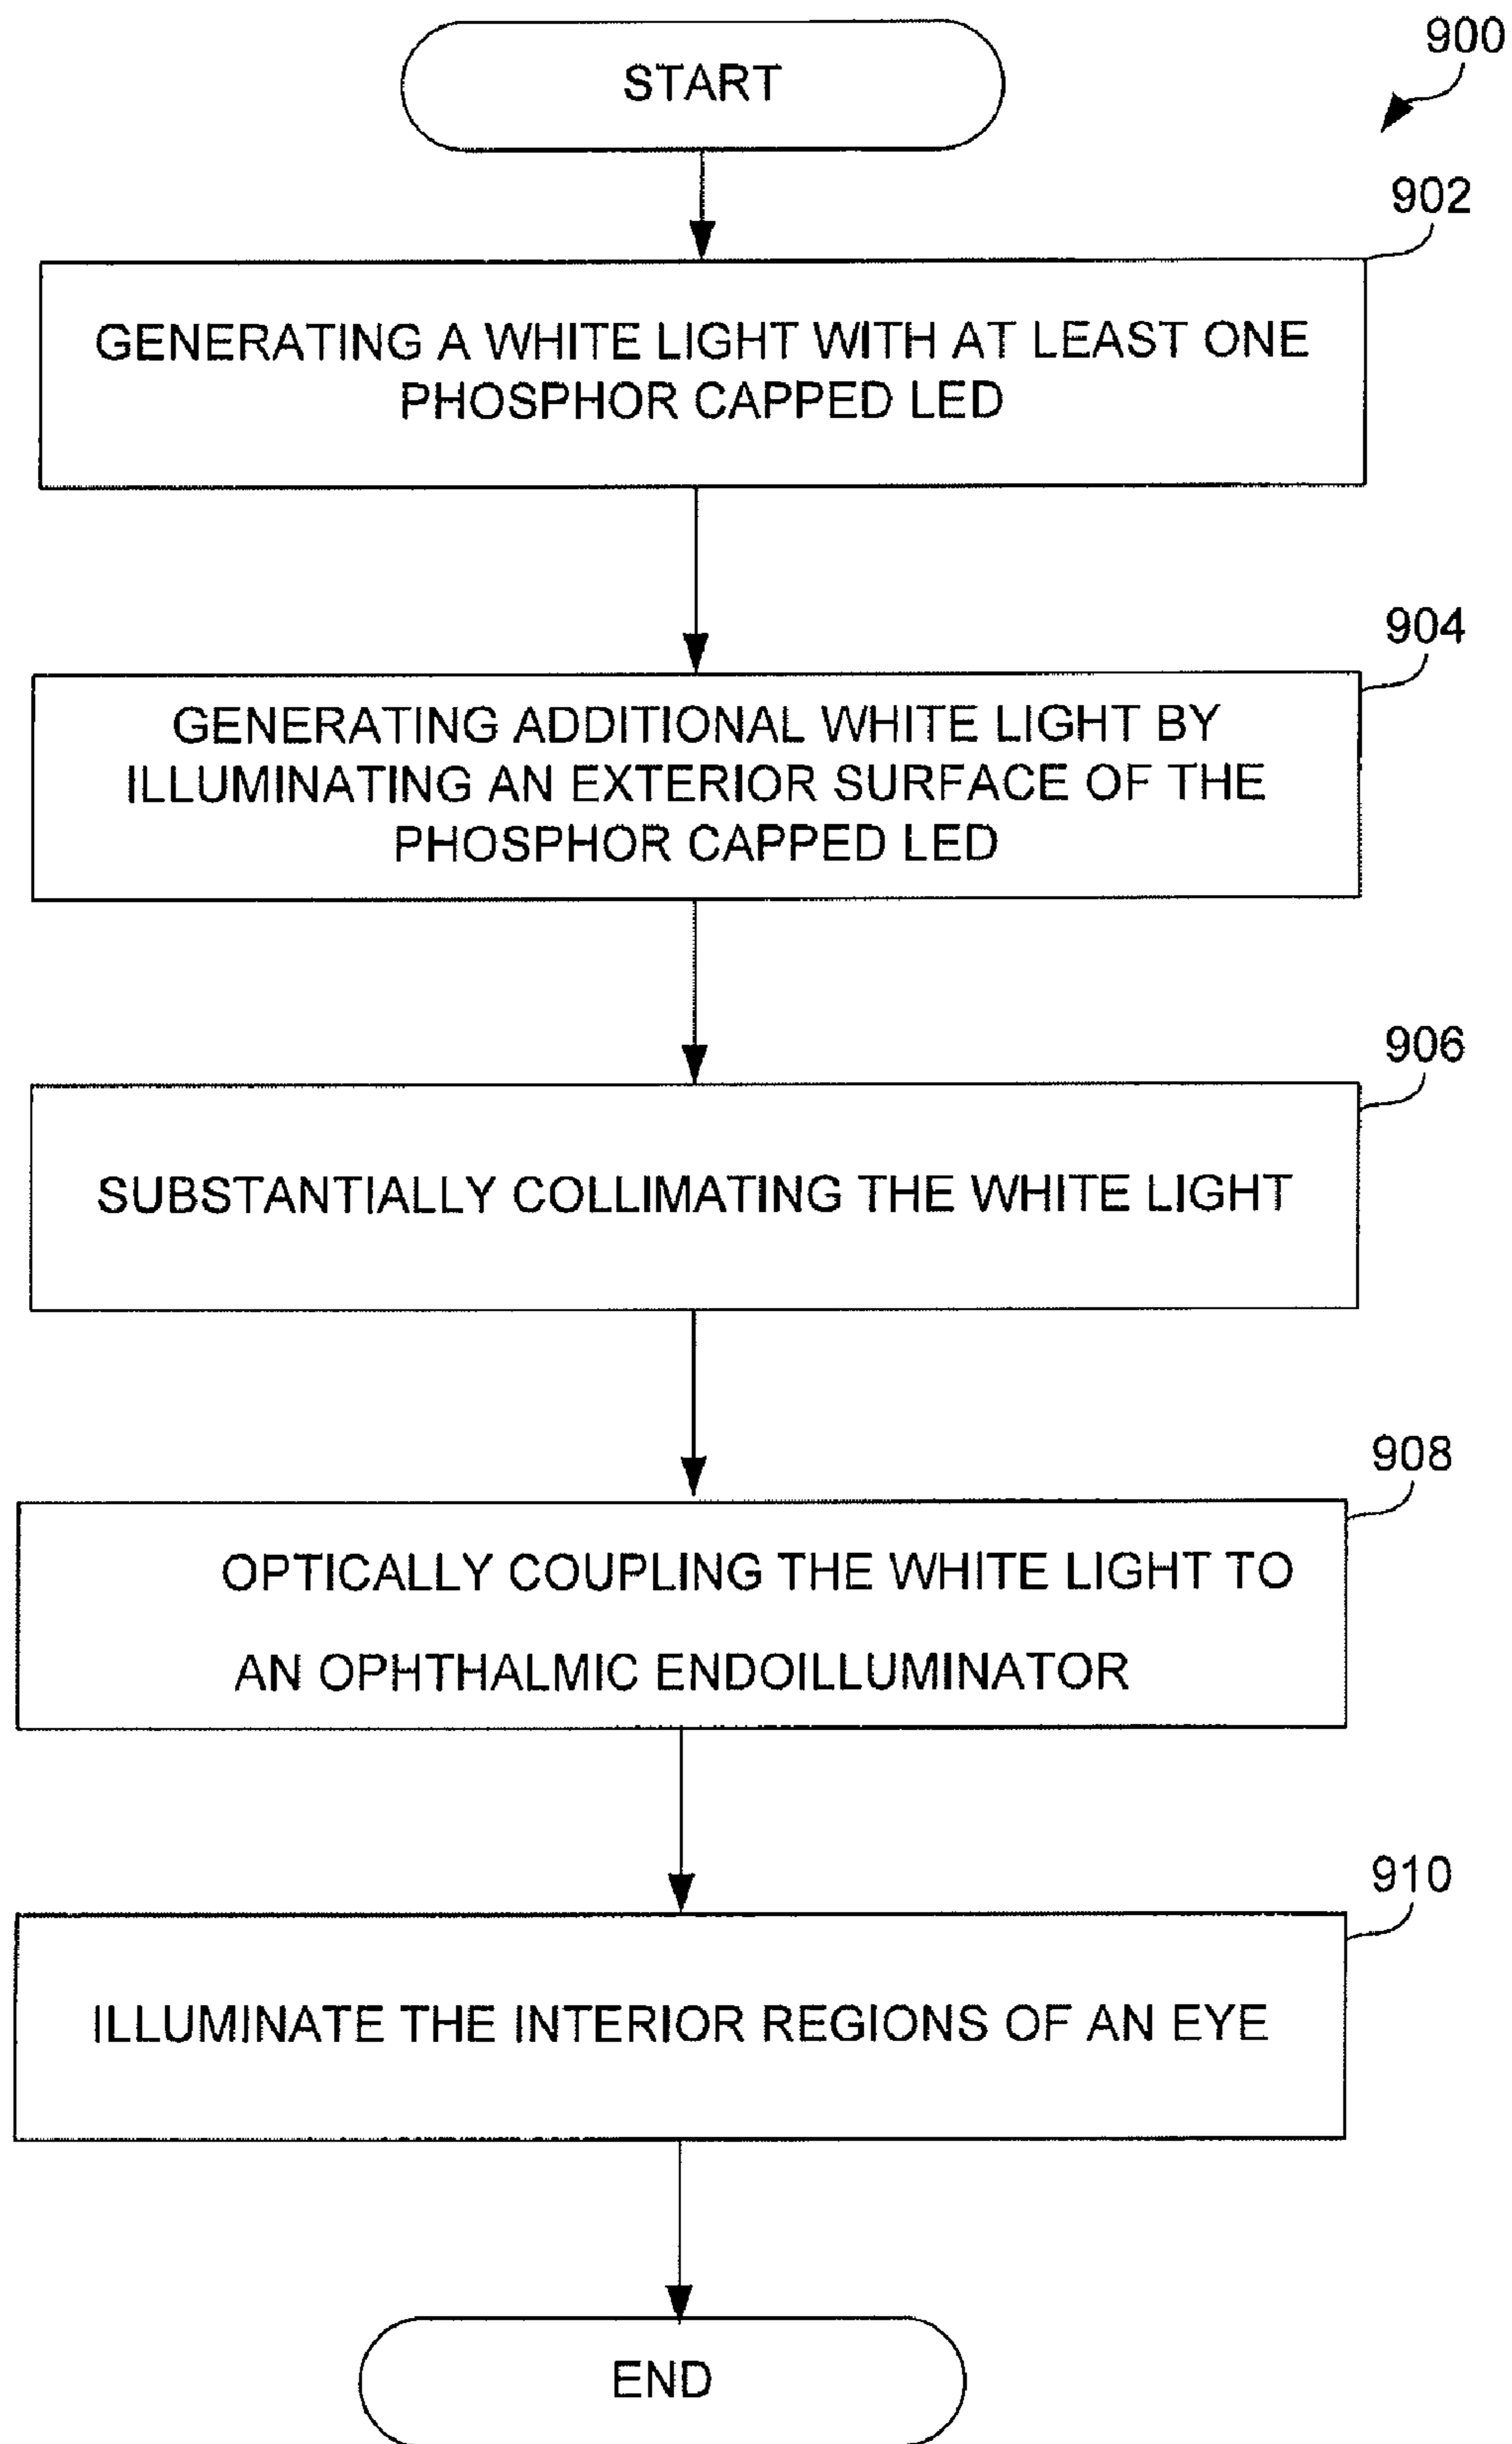 START
900
902
GENERATING A WHITE LIGHT WITH AT LEAST ONE
PHOSPHOR CAPPED LED
904
GENERATING ADDITIONAL WHITE LIGHT BY
ILLUMINATING AN EXTERIOR SURFACE OF THE
PHOSPHOR CAPPED LED
906
SUBSTANTIALLY COLLIMATING THE WHITE LIGHT
908
OPTICALLY COUPLING THE WHITE LIGHT TO
AN OPHTHALMIC ENDOILLUMINATOR
910
ILLUMINATE THE INTERIOR REGIONS OF AN EYE
END